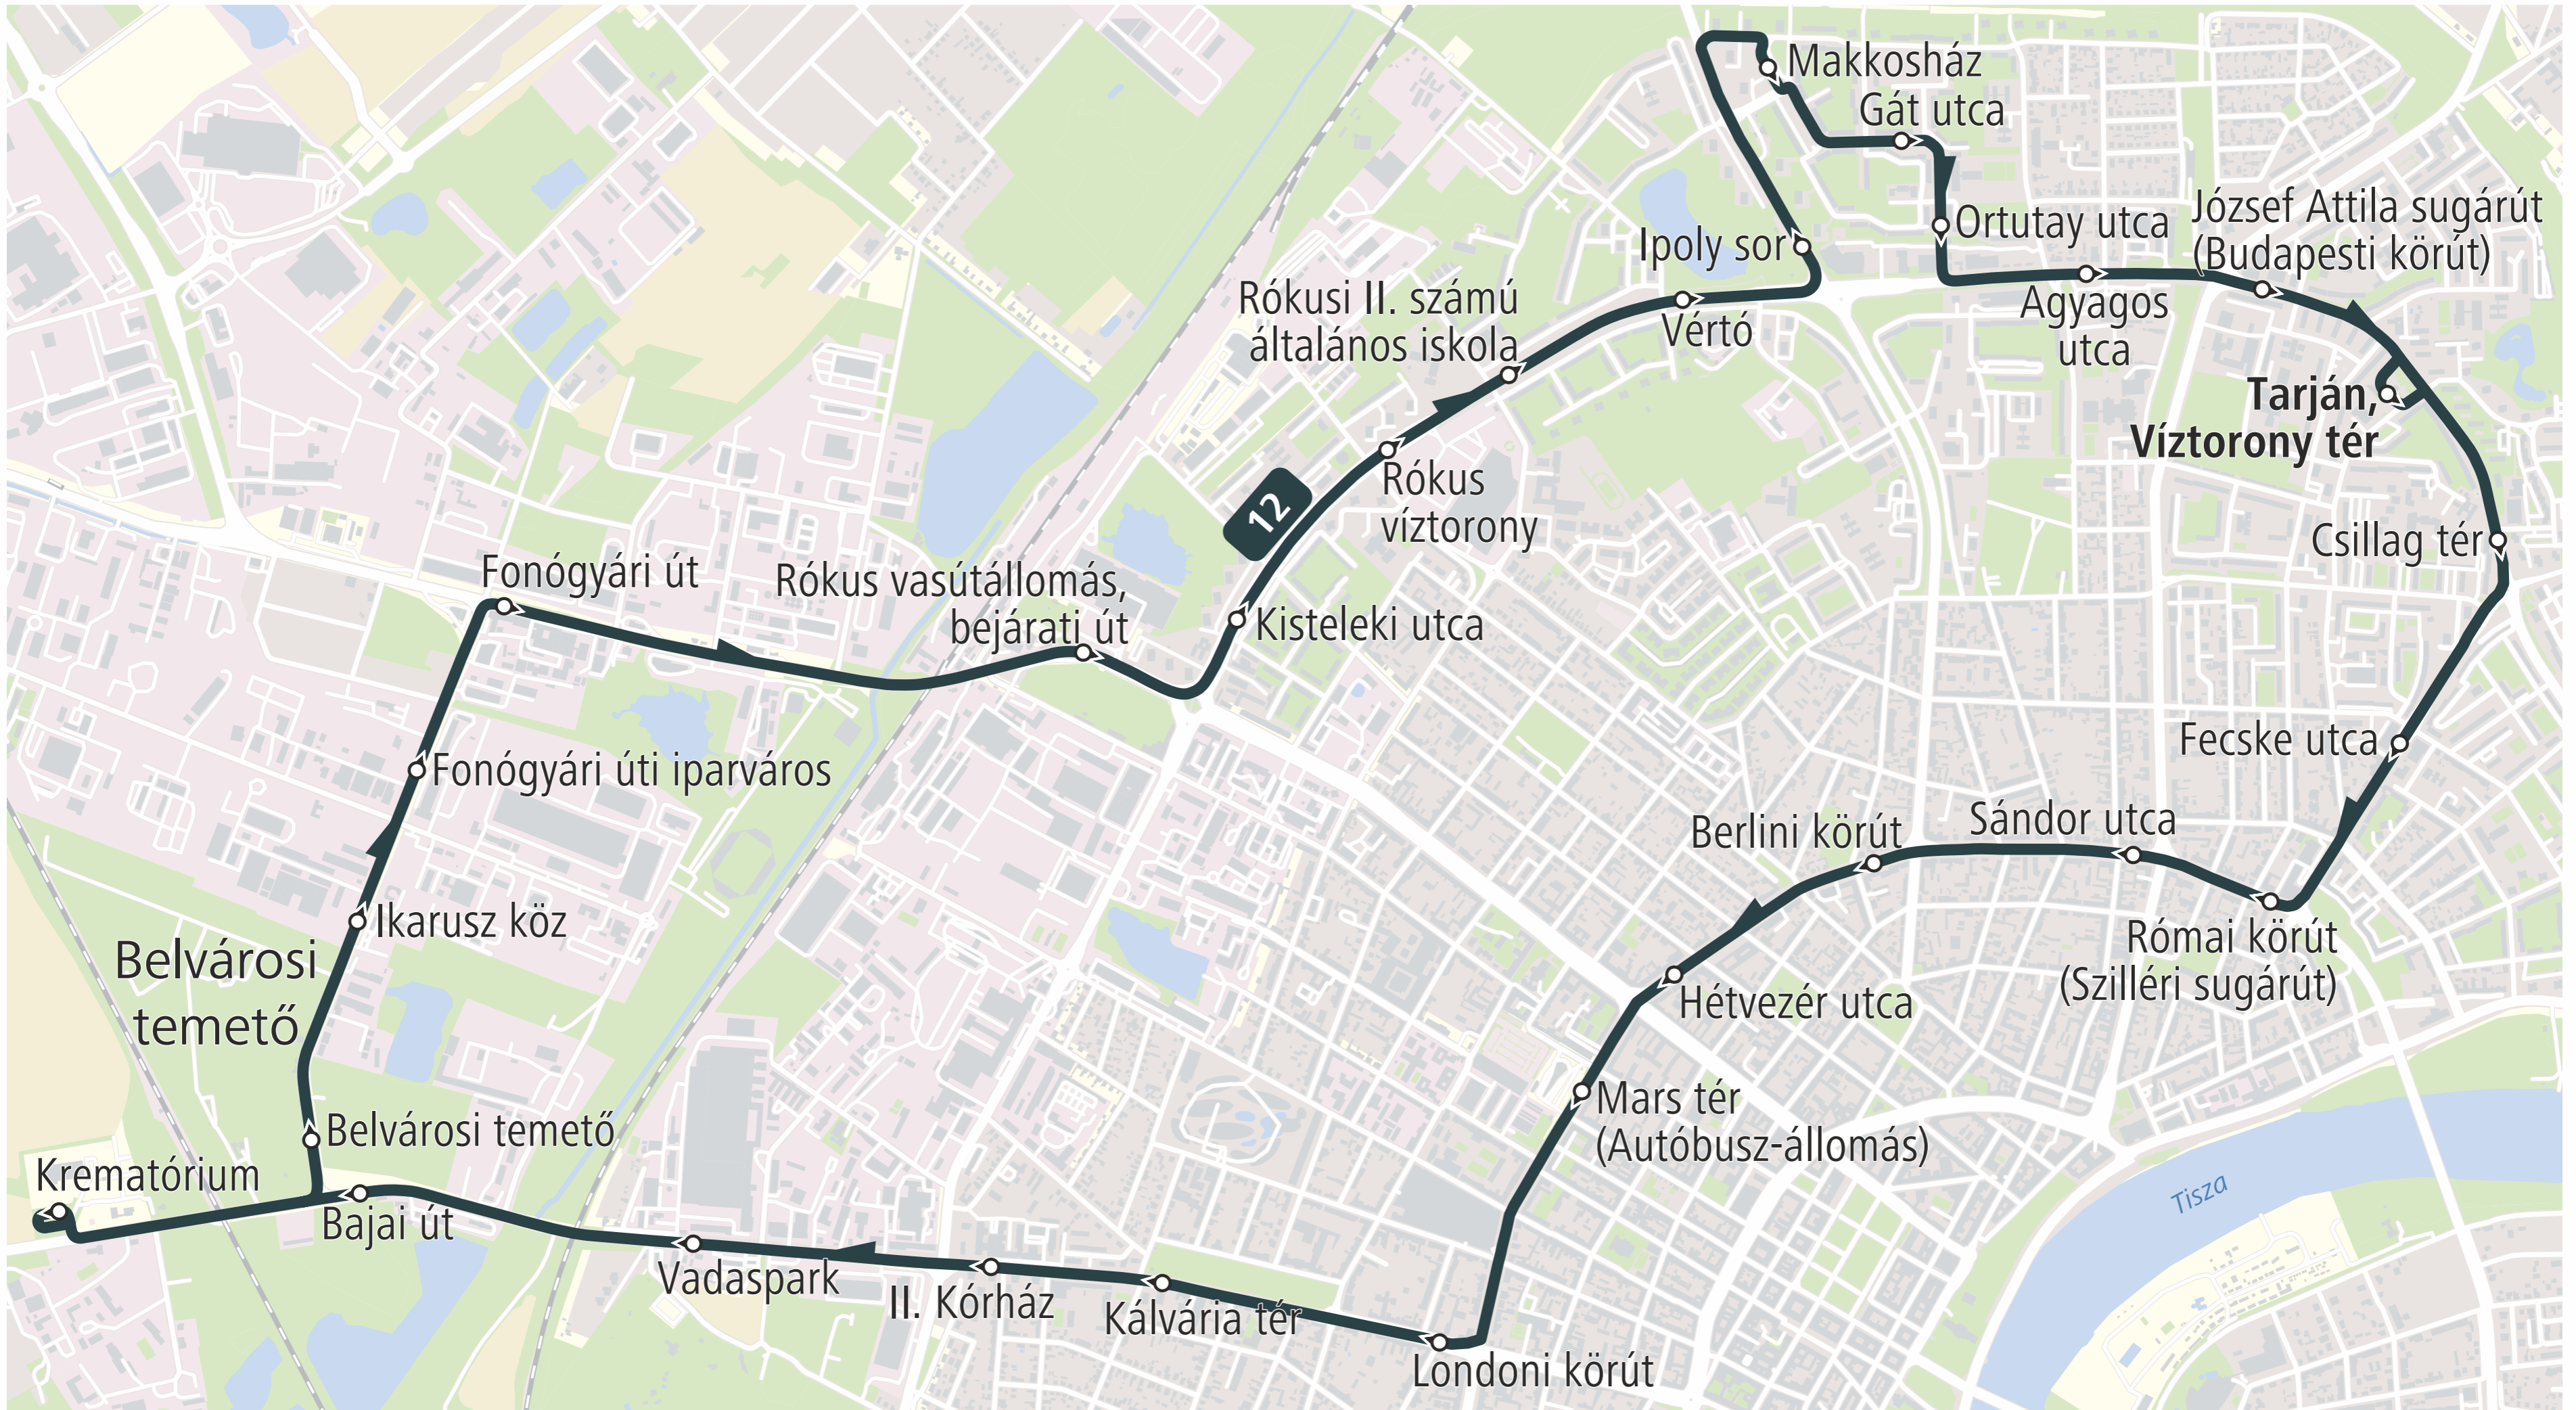 Makkosház
Gát utca
Ortutay utca
József Attila sugárút
(Budapesti körút)
Ipoly sor
Agyagos
utca
Rókusi II. számú
általános iskola
Vértó
Tarján,
Víztorony tér
Rókus
víztorony
12
Csillag tér
Fonógyári út
Rókus vasútállomás,
bejárati út
Kisteleki utca
Fecske utca
Fonógyári úti iparváros
Berlini körút
Sándor utca
Ikarusz köz
Római körút
(Szilléri sugárút)
Belvárosi
temető
Hétvezér utca
Mars tér
(Autóbusz-állomás)
Belvárosi temető
Krematórium
Tisza
Bajai út
Vadaspark
II. Kórház
Kálvária tér
Londoni körút